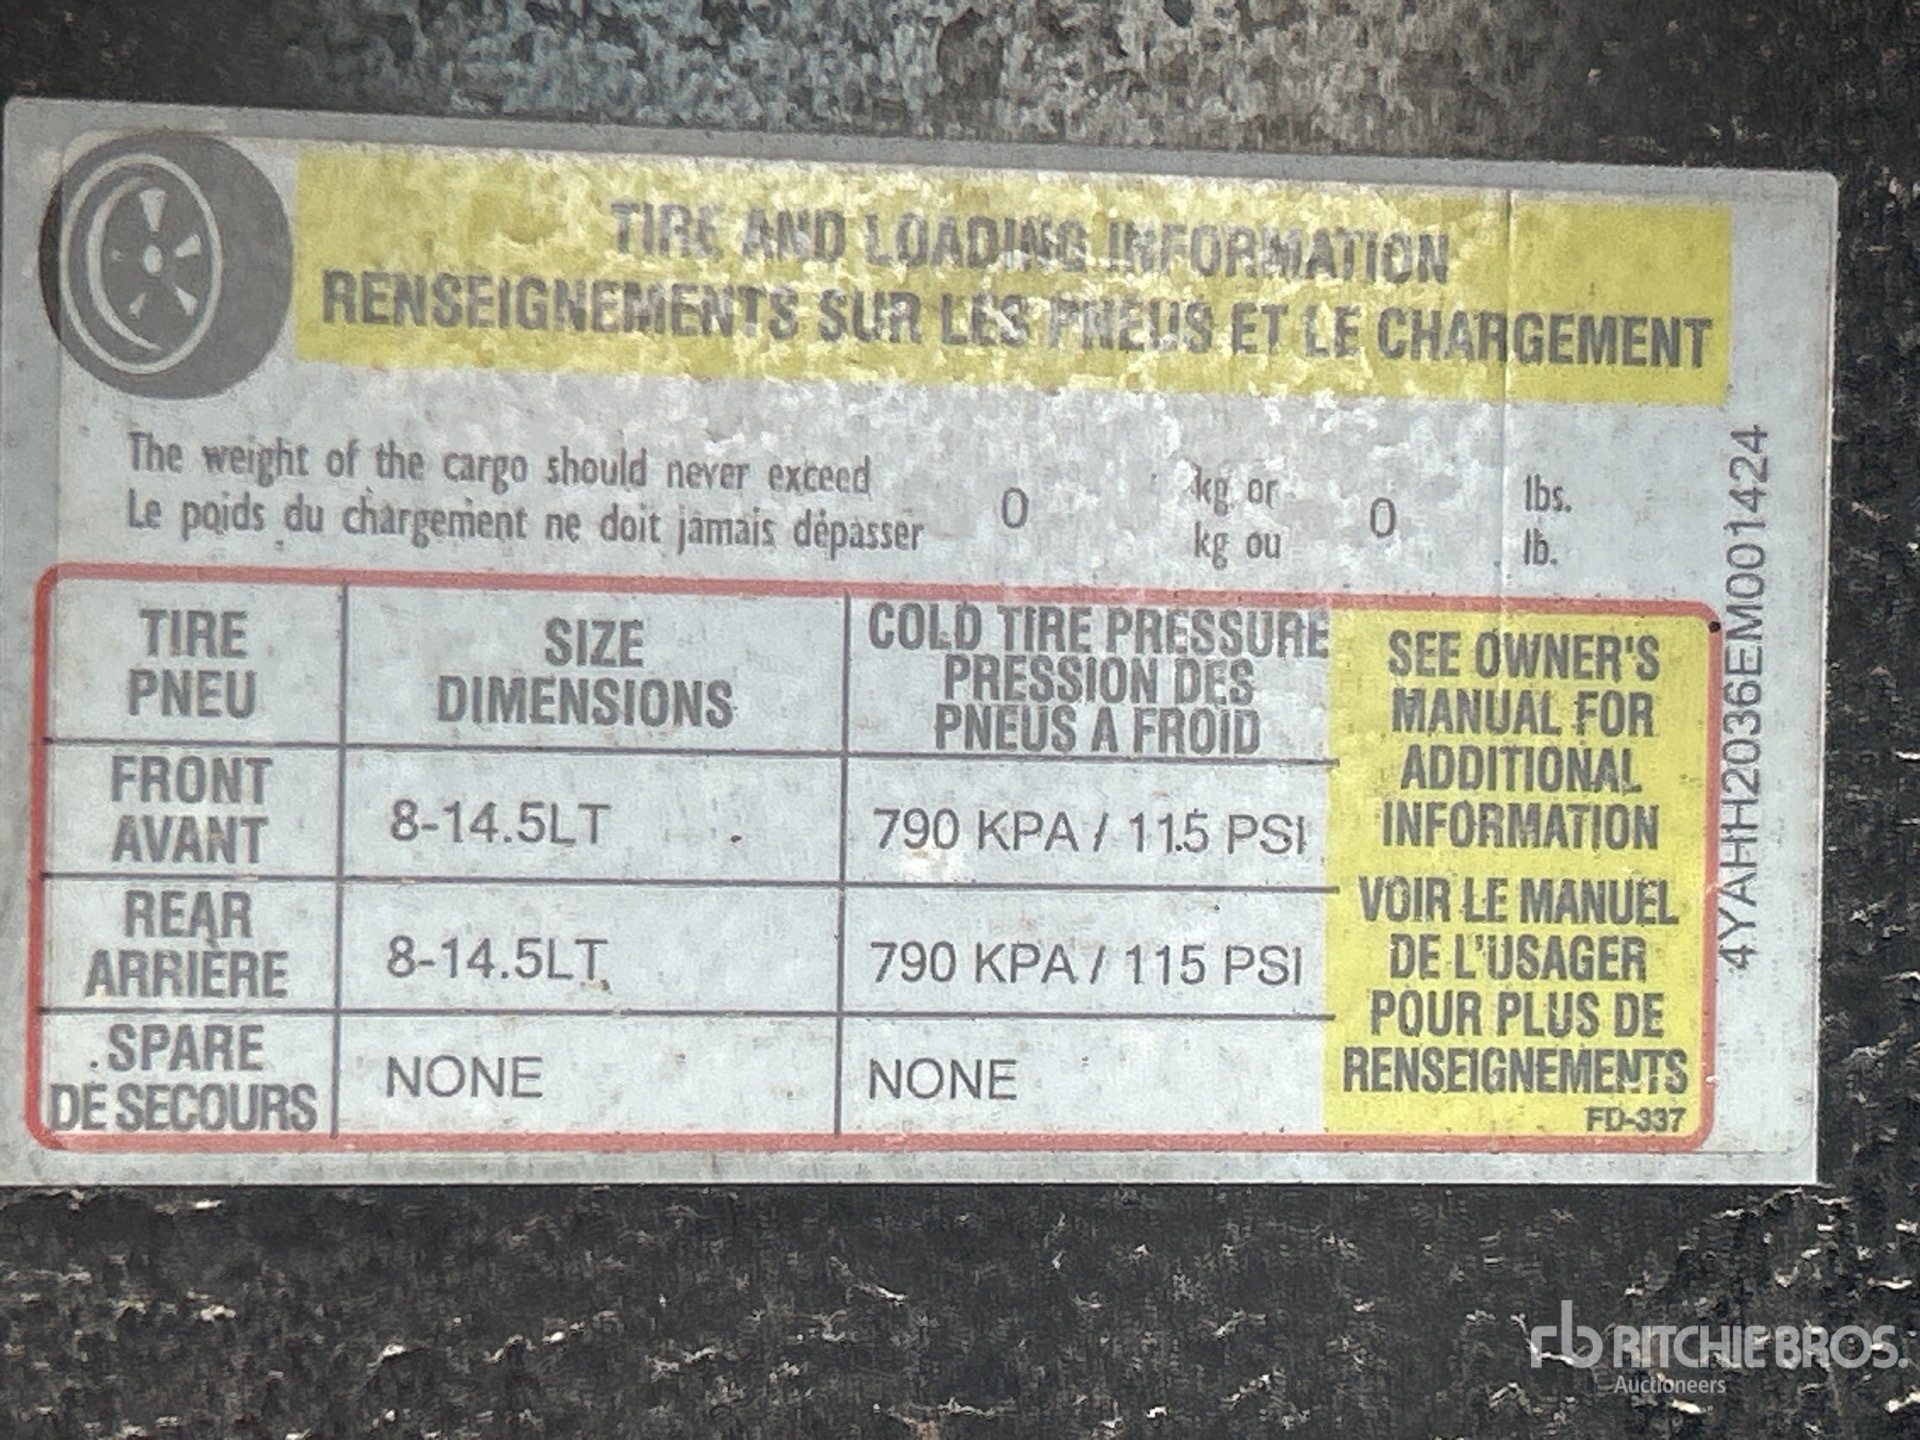 TIRE AND LOADING INFORMATION
RENSEIGNEMENTS SUR LES PNEUS ET LE CHARGEMENT
The weight of the cargo should never exceed 0 kg or 0 lbs.
Le poids du chargement ne doit jamais dépasser kg ou lb.
TIRE
PNEU
SIZE
DIMENSIONS
COLD TIRE PRESSURE
PRESSION DES
PNEUS A FROID
FRONT
AVANT
8-14.5LT
790 KPA / 115 PSI
REAR
ARRIÈRE
8-14.5LT
790 KPA / 115 PSI
SPARE
DE SECOURS
NONE
NONE
SEE OWNER'S
MANUAL FOR
ADDITIONAL
INFORMATION
VOIR LE MANUEL
DE L'USAGER
POUR PLUS DE
RENSEIGNEMENTS
FD-337
4YAHH2036EM001424
rb RITCHIE BROS.
Auctioneers